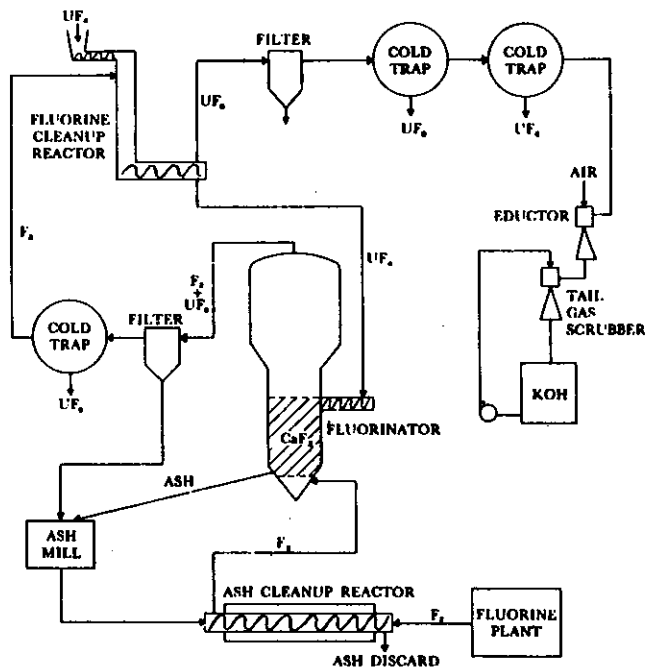 UF₄
FILTER
COLD
TRAP
COLD
TRAP
UF₆
FLUORINE
CLEANUP
REACTOR
UF₆
UF₆
AIR
EDUCTOR
F₂
UF₄
F₂
+
UF₆
TAIL
GAS
SCRUBBER
COLD
TRAP
FILTER
KOH
UF₆
CaF₂
FLUORINATOR
ASH
ASH
MILL
F₂
ASH CLEANUP REACTOR
F₂
FLUORINE
PLANT
ASH DISCARD